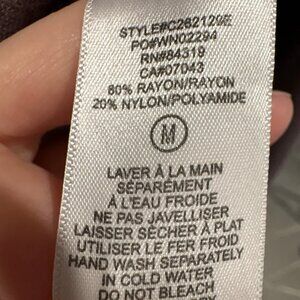 STYLE#C262129E
PO#WN02294
RN#84319
CA#07043
80% RAYON/RAYON
20% NYLON/POLYAMIDE
M
LAVER À LA MAIN
SÉPARÉMENT
À L'EAU FROIDE
NE PAS JAVELLISER
LAISSER SÉCHER À PLAT
UTILISER LE FER FROID
HAND WASH SEPARATELY
IN COLD WATER
DO NOT BLEACH